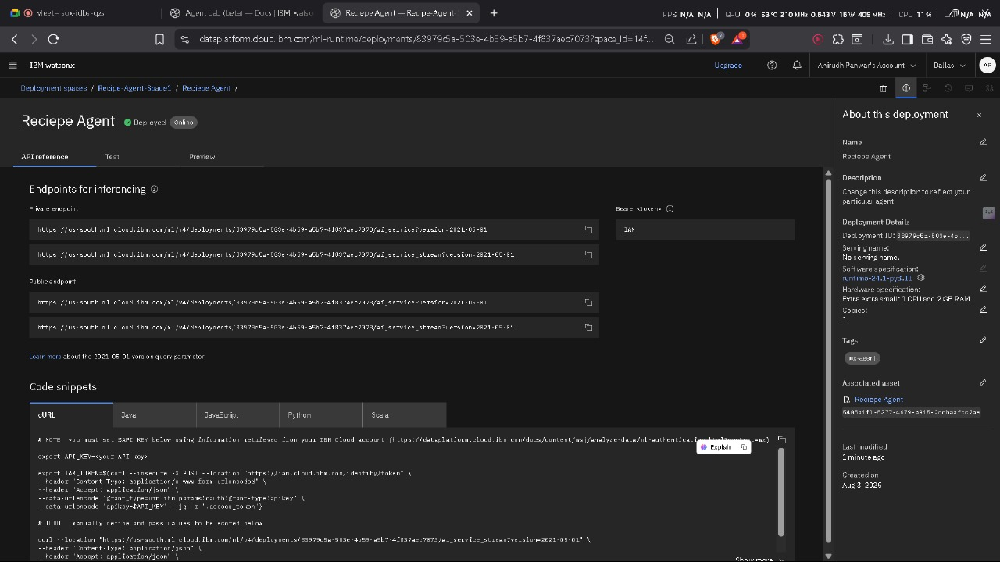 Meet – sox-idbs-qzs
Agent Lab (beta) — Docs | IBM watso
Reciepe Agent — Recipe-Agent-
FPS N/A N/A
GPU 0% 53°C 210 MHz 0.643 V 16 W 405 MHz
CPU 11%
N/A
dataplatform.cloud.ibm.com/ml-runtime/deployments/83979c5a-503e-4b59-a5b7-4f837aec7073?space_id=14f...
IBM watsonx
Upgrade
Anirudh Panwar's Account
Dallas
AP
Deployment spaces / Recipe-Agent-Space1 / Reciepe Agent /
Reciepe Agent
Deployed
Online
API reference
Test
Preview
Endpoints for inferencing
Private endpoint
https://us-south.ml.cloud.ibm.com/ml/v4/deployments/83979c5a-503e-4b59-a5b7-4f837aec7073/ai_service?version=2021-05-01
https://us-south.ml.cloud.ibm.com/ml/v4/deployments/83979c5a-503e-4b59-a5b7-4f837aec7073/ai_service_stream?version=2021-05-01
Bearer <token>
IAM
Public endpoint
https://us-south.ml.cloud.ibm.com/ml/v4/deployments/83979c5a-503e-4b59-a5b7-4f837aec7073/ai_service?version=2021-05-01
https://us-south.ml.cloud.ibm.com/ml/v4/deployments/83979c5a-503e-4b59-a5b7-4f837aec7073/ai_service_stream?version=2021-05-01
Learn more about the 2021-05-01 version query parameter
Code snippets
cURL
Java
JavaScript
Python
Scala
# NOTE: you must set $API_KEY below using information retrieved from your IBM Cloud account (https://dataplatform.cloud.ibm.com/docs/content/wsj/analyze-data/ml-authentication.html?context=wx)
Explain
export API_KEY=<your API key>
export IAM_TOKEN=$(curl --insecure -X POST --location "https://iam.cloud.ibm.com/identity/token" \
--header "Content-Type: application/x-www-form-urlencoded" \
--header "Accept: application/json" \
--data-urlencode "grant_type=urn:ibm:params:oauth:grant-type:apikey" \
--data-urlencode "apikey=$API_KEY" | jq -r '.access_token')
# TODO:  manually define and pass values to be scored below
curl --location "https://us-south.ml.cloud.ibm.com/ml/v4/deployments/83979c5a-503e-4b59-a5b7-4f837aec7073/ai_service_stream?version=2021-05-01" \
--header "Content-Type: application/json" \
--header "Accept: application/json" \
Show more
About this deployment
Name
Reciepe Agent
Description
Change this description to reflect your
particular agent
Deployment Details
Deployment ID: 83979c5a-503e-4b...
Serving name:
No serving name.
Software specification:
runtime-24.1-py3.11
Hardware specification:
Extra extra small: 1 CPU and 2 GB RAM
Copies:
1
Tags
wx-agent
Associated asset
Reciepe Agent
Last modified
1 minute ago
Created on
Aug 3, 2025